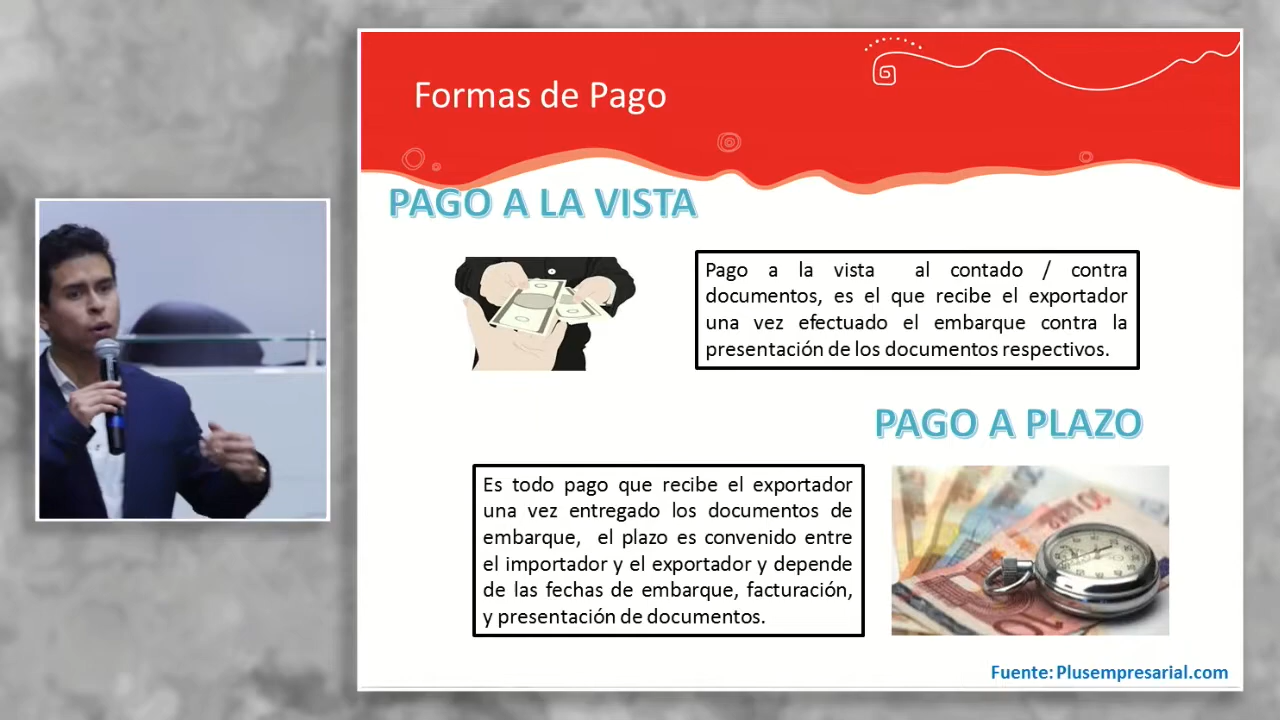 Formas de Pago
PAGO A LA VISTA
Pago a la vista al contado / contra
documentos, es el que recibe el exportador
una vez efectuado el embarque contra la
presentación de los documentos respectivos.
PAGO A PLAZO
Es todo pago que recibe el exportador
una vez entregado los documentos de
embarque, el plazo es convenido entre
el importador y el exportador y depende
de las fechas de embarque, facturación,
y presentación de documentos.
Fuente: Plusempresarial.com